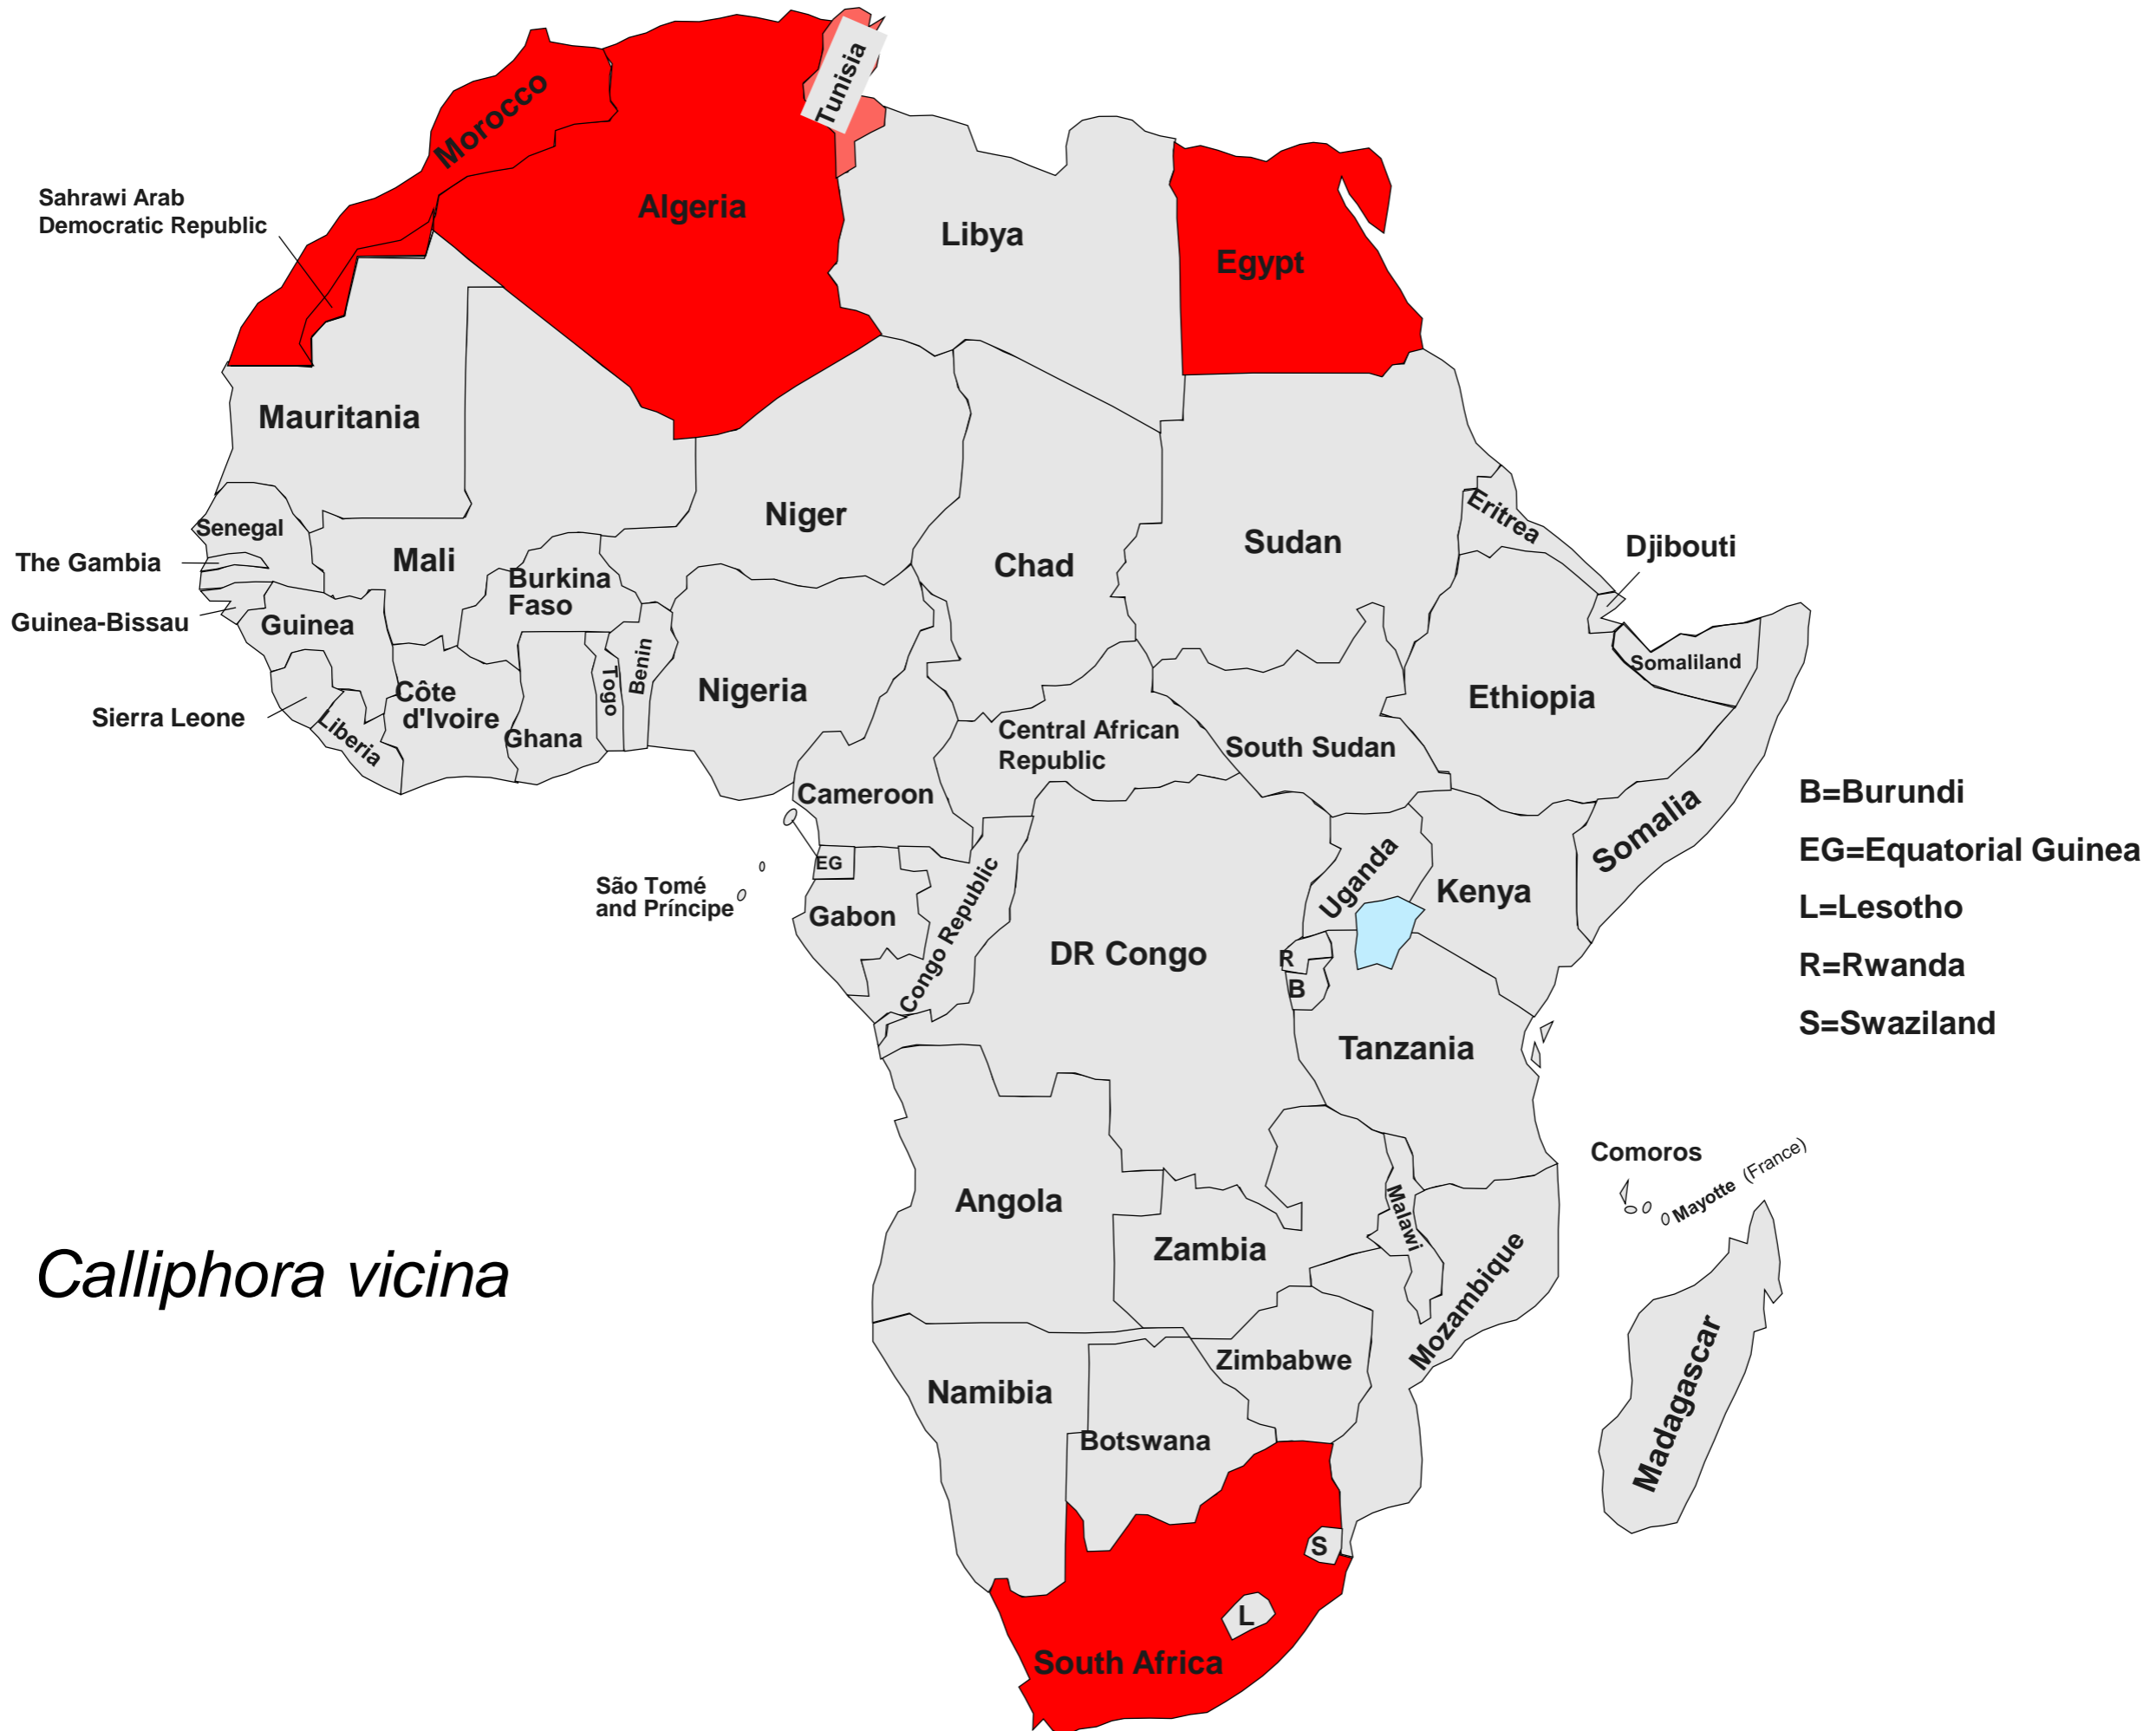 Tunisia
Morocco
Sahrawi Arab
Democratic Republic
Algeria
Libya
Egypt
Mauritania
Niger
Senegal
Eritrea
Mali
Sudan
Djibouti
The Gambia
Chad
Burkina
Faso
Guinea-Bissau
Guinea
Benin
Togo
Somaliland
Nigeria
Ethiopia
Côte
d'Ivoire
Sierra Leone
Liberia
Ghana
Central African
Republic
South Sudan
Cameroon
B=Burundi
Somalia
EG=Equatorial Guinea
EG
Uganda
São Tomé
and Príncipe
Kenya
L=Lesotho
Gabon
Congo Republic
DR Congo
R
R=Rwanda
B
S=Swaziland
Tanzania
Comoros
Mayotte (France)
Angola
Malawi
Zambia
Calliphora vicina
Mozambique
Zimbabwe
Madagascar
Namibia
Botswana
S
L
South Africa